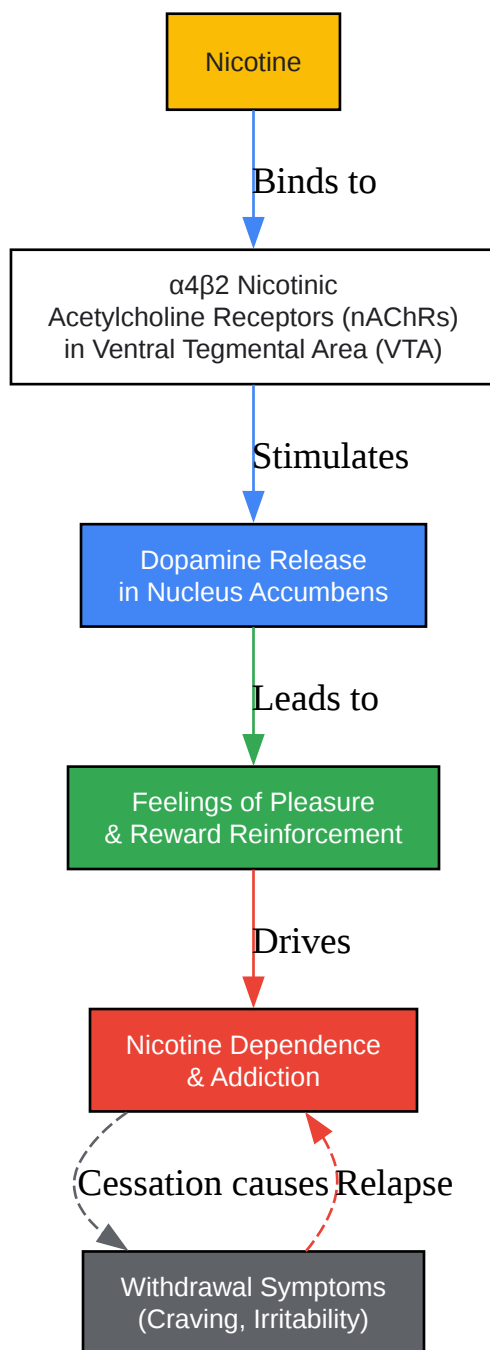 Nicotine
Binds to
α4β2 Nicotinic
Acetylcholine Receptors (nAChRs)
in Ventral Tegmental Area (VTA)
Stimulates
Dopamine Release
in Nucleus Accumbens
Leads to
Feelings of Pleasure
& Reward Reinforcement
Drives
Nicotine Dependence
& Addiction
Cessation causes
Relapse
Withdrawal Symptoms
(Craving, Irritability)